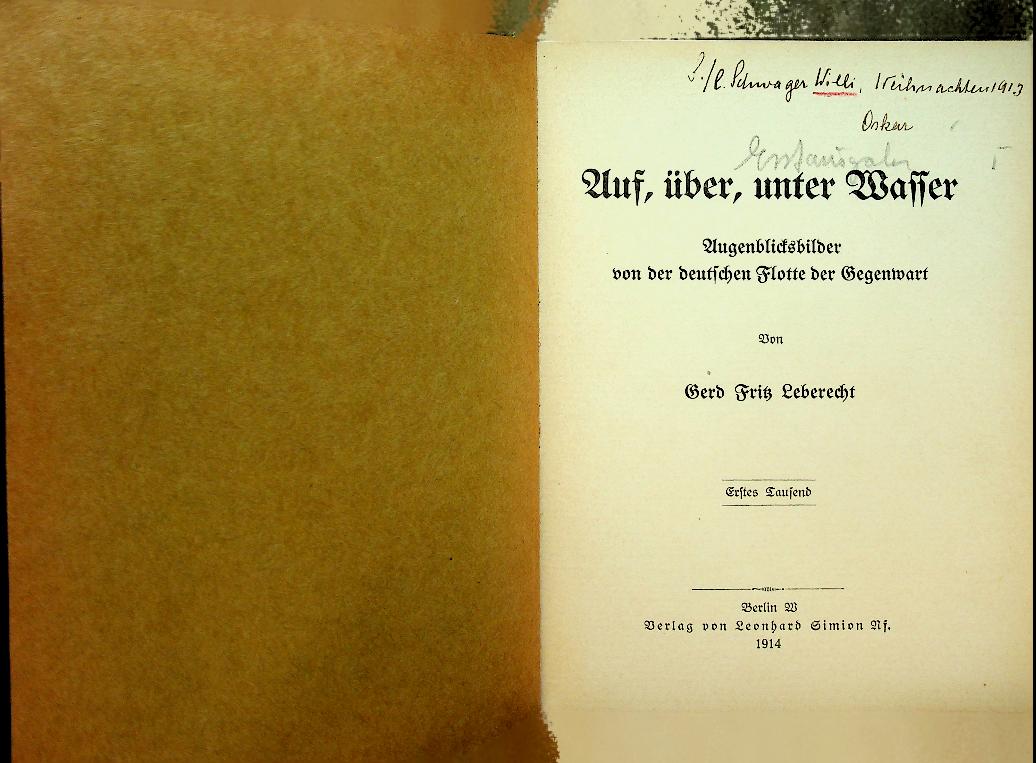 S./l. Schwager Willi, Weihnachten 1913
Oskar
Erstausgabe
I
Auf, über, unter Wasser
Augenblicksbilder
von der deutschen Flotte der Gegenwart
Von
Gerd Fritz Leberecht
Erstes Tausend
Berlin W
Verlag von Leonhard Simion Nf.
1914